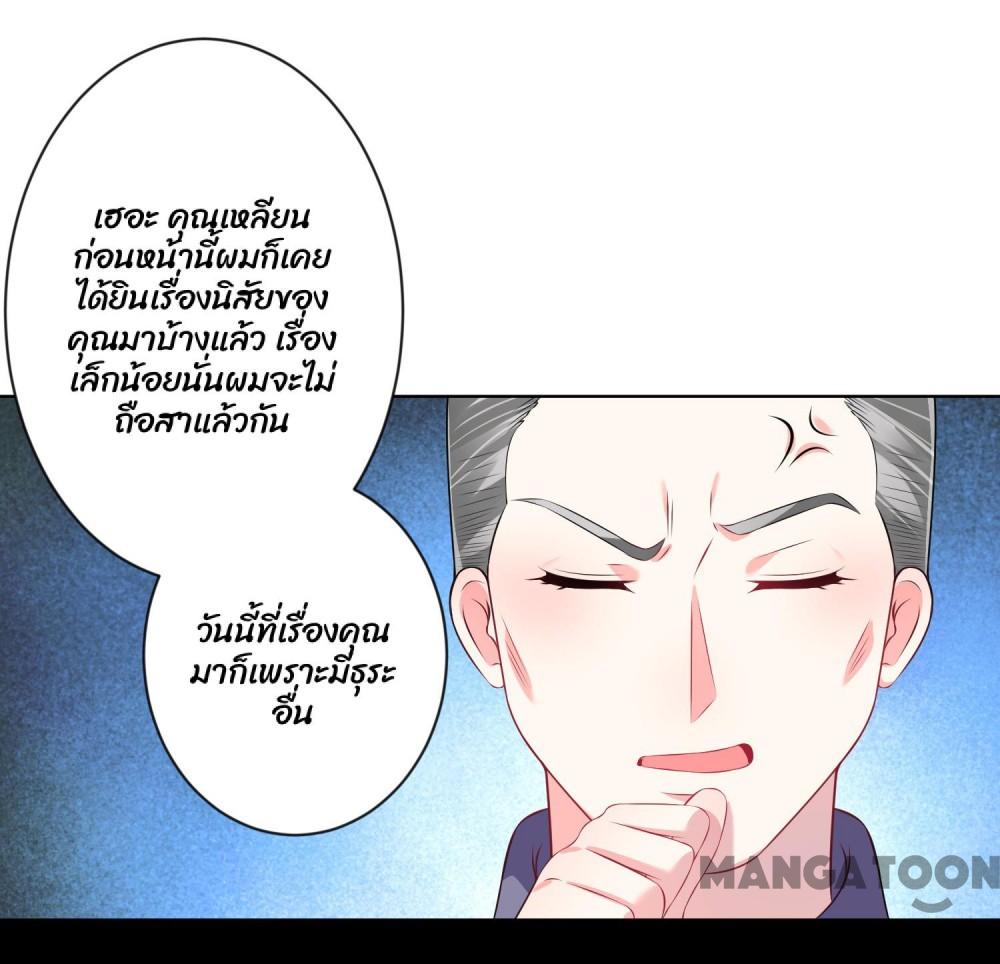 เฮอะ คุณเหลียน
ก่อนหน้านี้ผมก็เคย
ได้ยินเรื่องนิสัยของ
คุณมาบ้างแล้ว เรื่อง
เล็กน้อยนั่นผมจะไม่
ถือสาแล้วกัน
วันนี้ที่เรื่องคุณ
มาก็เพราะมีธุระ
อื่น
MANGATOON